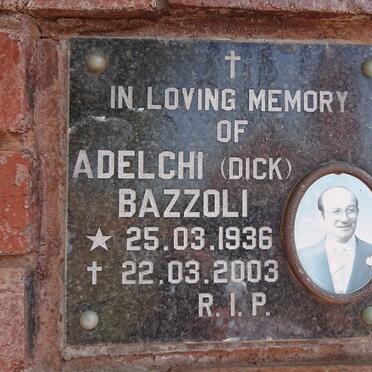 IN LOVING MEMORY
OF
ADELCHI (DICK)
BAZZOLI
★ 25.03.1936
✝ 22.03.2003
R.I.P.